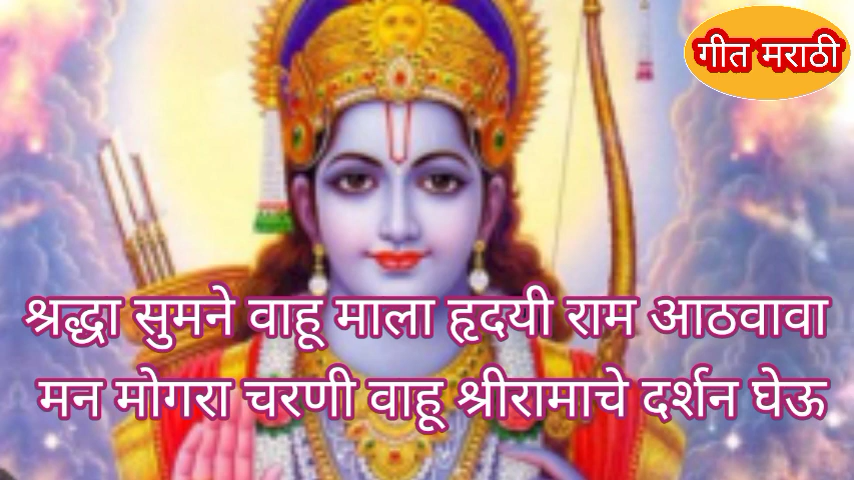 गीत मराठी
श्रद्धा सुमने वाहू माला हृदयी राम आठवावा
मन मोगरा चरणी वाहू श्रीरामाचे दर्शन घेऊ